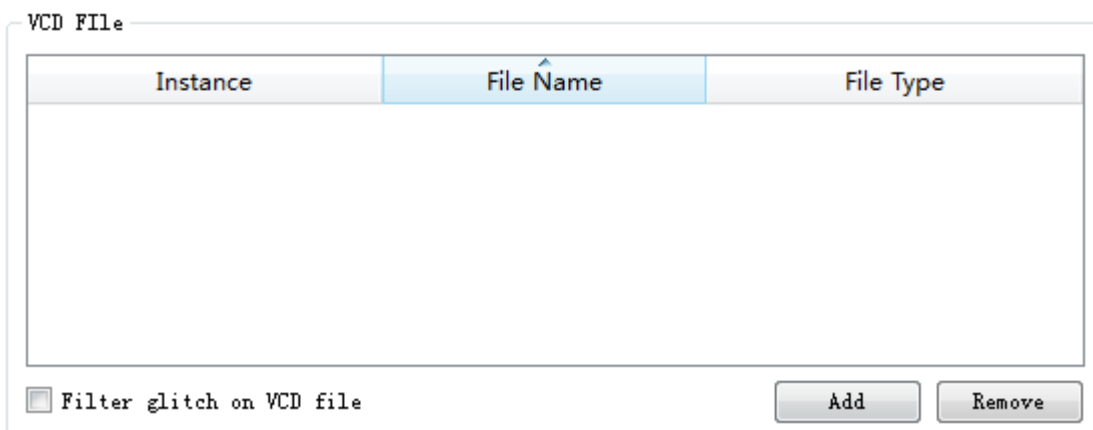 VCD FIle
Instance File Name File Type
Filter glitch on VCD file Add Remove